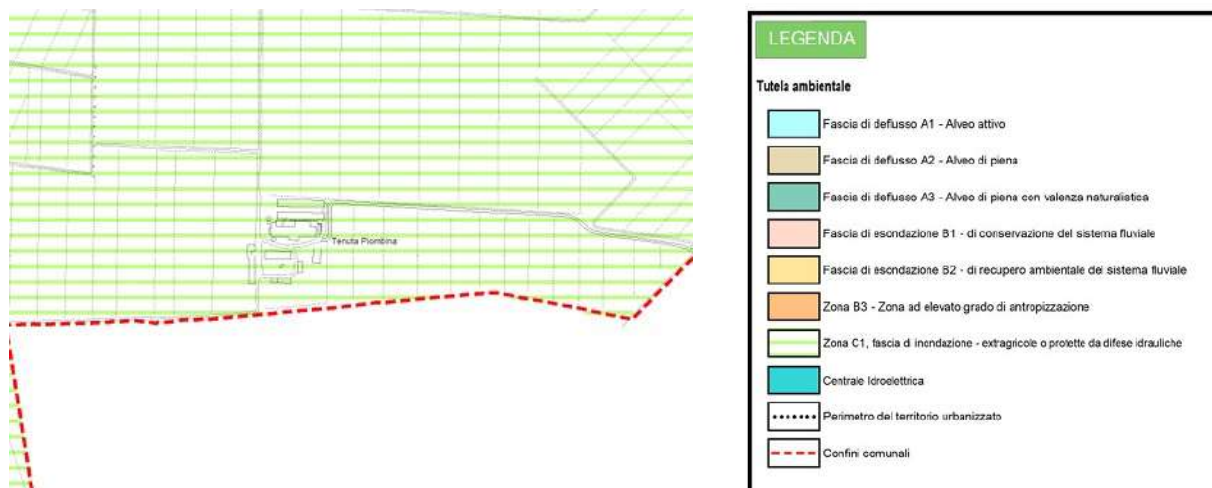 Tenuta Piombina
LEGENDA
Tutela ambientale
Fascia di deflusso A1 - Alveo attivo
Fascia di deflusso A2 - Alveo di piena
Fascia di deflusso A3 - Alveo di piena con valenza naturalistica
Fascia di esondazione B1 - di conservazione del sistema fluviale
Fascia di esondazione B2 - di recupero ambientale del sistema fluviale
Zona B3 - Zona ad elevato grado di antropizzazione
Zona C1, fascia di inondazione - extragricole o protette da difese idrauliche
Centrale Idroelettrica
Perimetro del territorio urbanizzato
Confini comunali